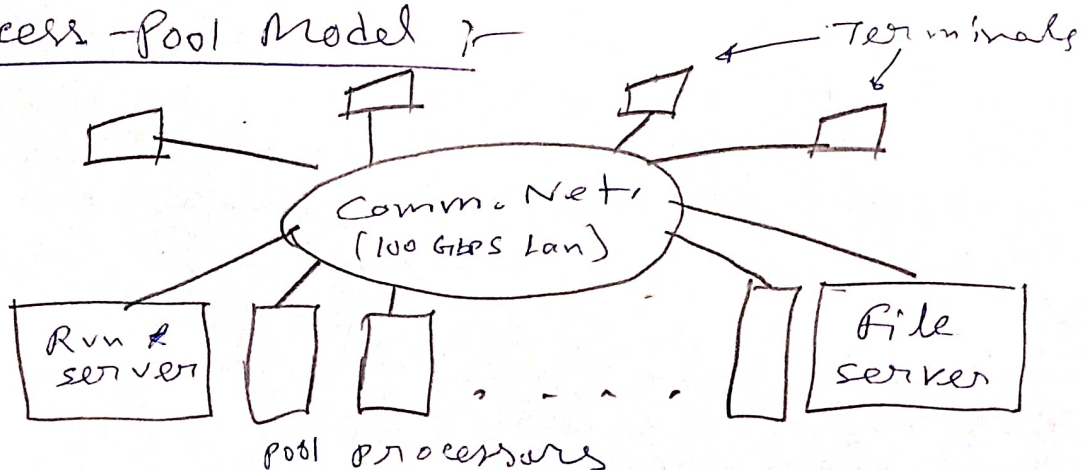 cess-Pool Model :-
Terminals
Comm. Net.
(100 Gbps Lan)
Run
server
File
server
pool processors